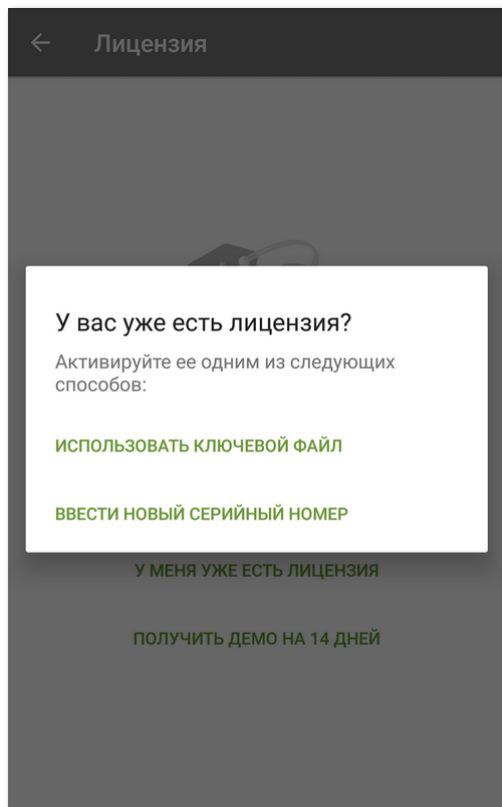 Лицензия
У вас уже есть лицензия?
Активируйте ее одним из следующих
способов:
ИСПОЛЬЗОВАТЬ КЛЮЧЕВОЙ ФАЙЛ
ВВЕСТИ НОВЫЙ СЕРИЙНЫЙ НОМЕР
У МЕНЯ УЖЕ ЕСТЬ ЛИЦЕНЗИЯ
ПОЛУЧИТЬ ДЕМО НА 14 ДНЕЙ